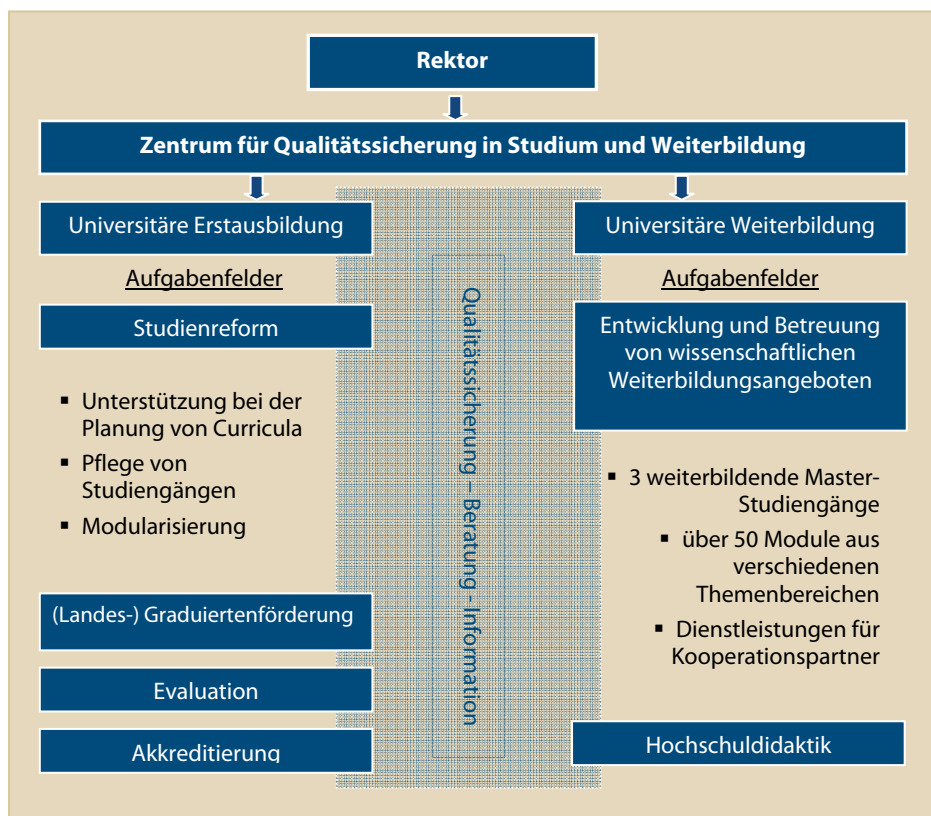 Rektor
Zentrum für Qualitätssicherung in Studium und Weiterbildung
Universitäre Erstausbildung
Aufgabenfelder
Studienreform
▪ Unterstützung bei der
Planung von Curricula
▪ Pflege von
Studiengängen
▪ Modularisierung
(Landes-) Graduiertenförderung
Evaluation
Akkreditierung
Qualitätssicherung – Beratung - Information
Universitäre Weiterbildung
Aufgabenfelder
Entwicklung und Betreuung
von wissenschaftlichen
Weiterbildungsangeboten
▪ 3 weiterbildende Master-
Studiengänge
▪ über 50 Module aus
verschiedenen
Themenbereichen
▪ Dienstleistungen für
Kooperationspartner
Hochschuldidaktik